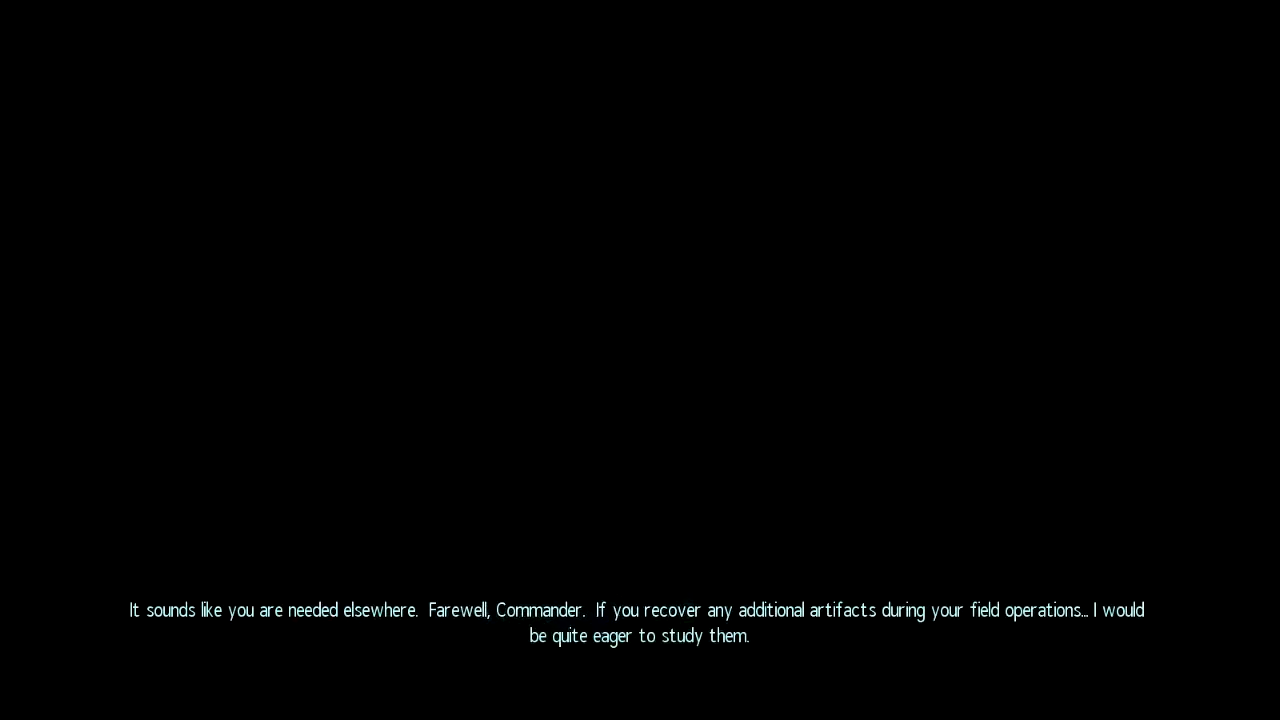 It sounds like you are needed elsewhere.  Farewell, Commander.  If you recover any additional artifacts during your field operations... I would
be quite eager to study them.